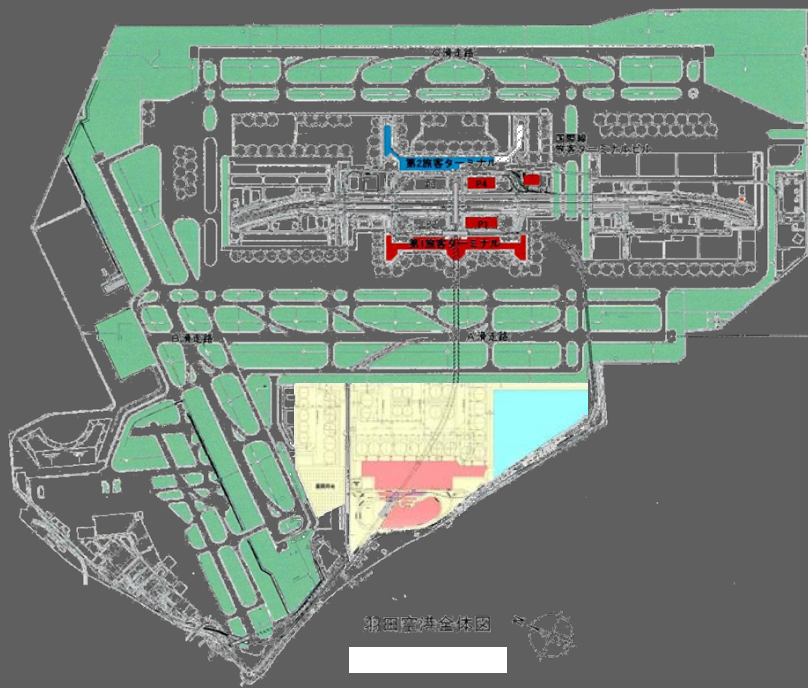 C滑走路
国際線
旅客ターミナルビル
第2旅客ターミナル
P3
P4
P2
P1
第1旅客ターミナル
B滑走路
A滑走路
羽田空港全体図